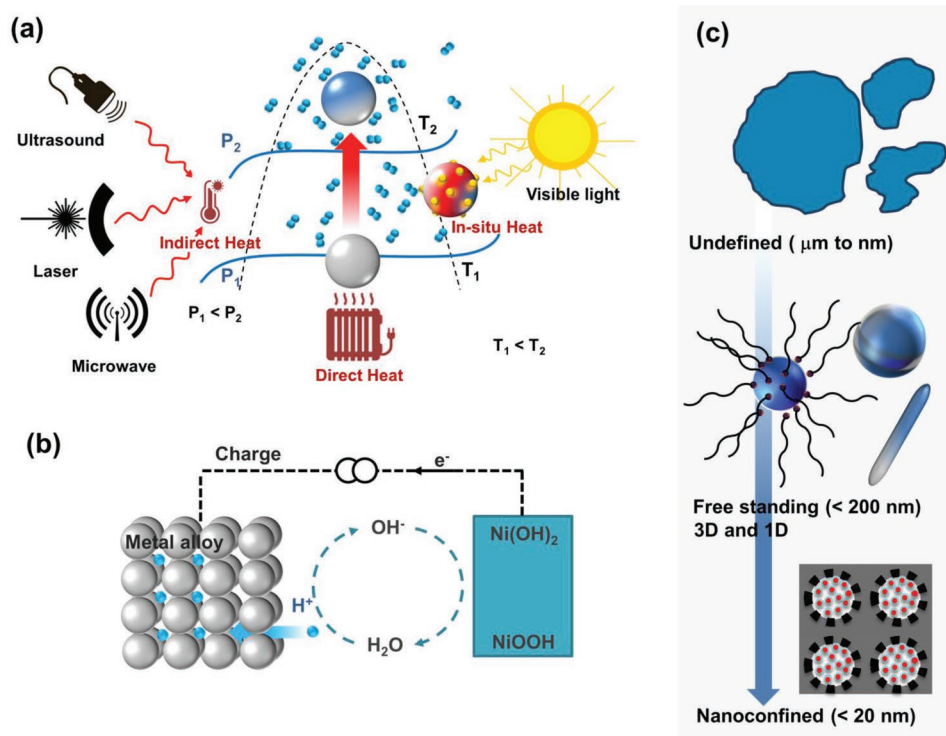 (a)
Ultrasound
Laser
Microwave
Indirect Heat
P₂
P₁
P₁ < P₂
T₂
T₁
T₁ < T₂
Direct Heat
In-situ Heat
Visible light
(b)
Charge
e⁻
Metal alloy
H⁺
OH⁻
H₂O
Ni(OH)₂
NiOOH
(c)
Undefined ( μm to nm)
Free standing (< 200 nm)
3D and 1D
Nanoconfined (< 20 nm)